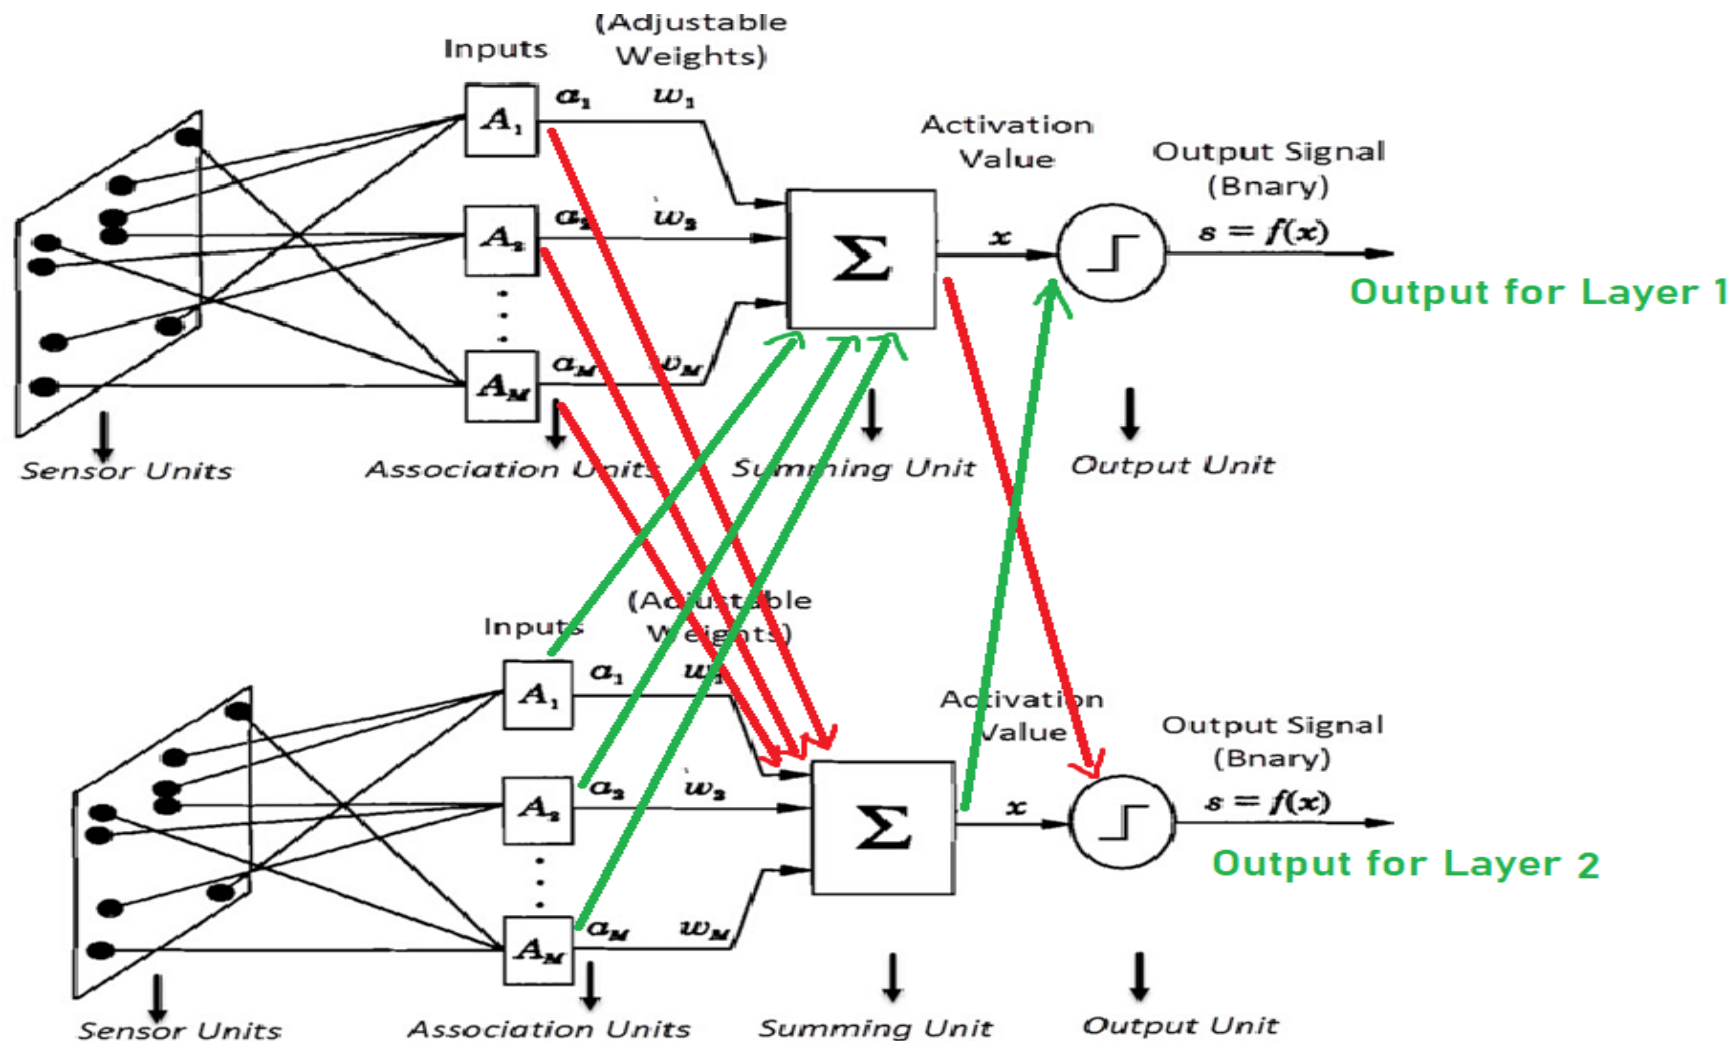 (Adjustable
Weights)
Inputs
A₁
a₁
w₁
Activation
Value
Output Signal
(Bnary)
A₂
a₂
w₂
Σ
x
s = f(x)
Output for Layer 1
A_M
a_M
w_M
Sensor Units
Association Units
Summing Unit
Output Unit
(Adjustable
Weights)
Inputs
A₁
a₁
w₁
Activation
Value
Output Signal
(Bnary)
A₂
a₂
w₂
Σ
x
s = f(x)
Output for Layer 2
A_M
a_M
w_M
Sensor Units
Association Units
Summing Unit
Output Unit